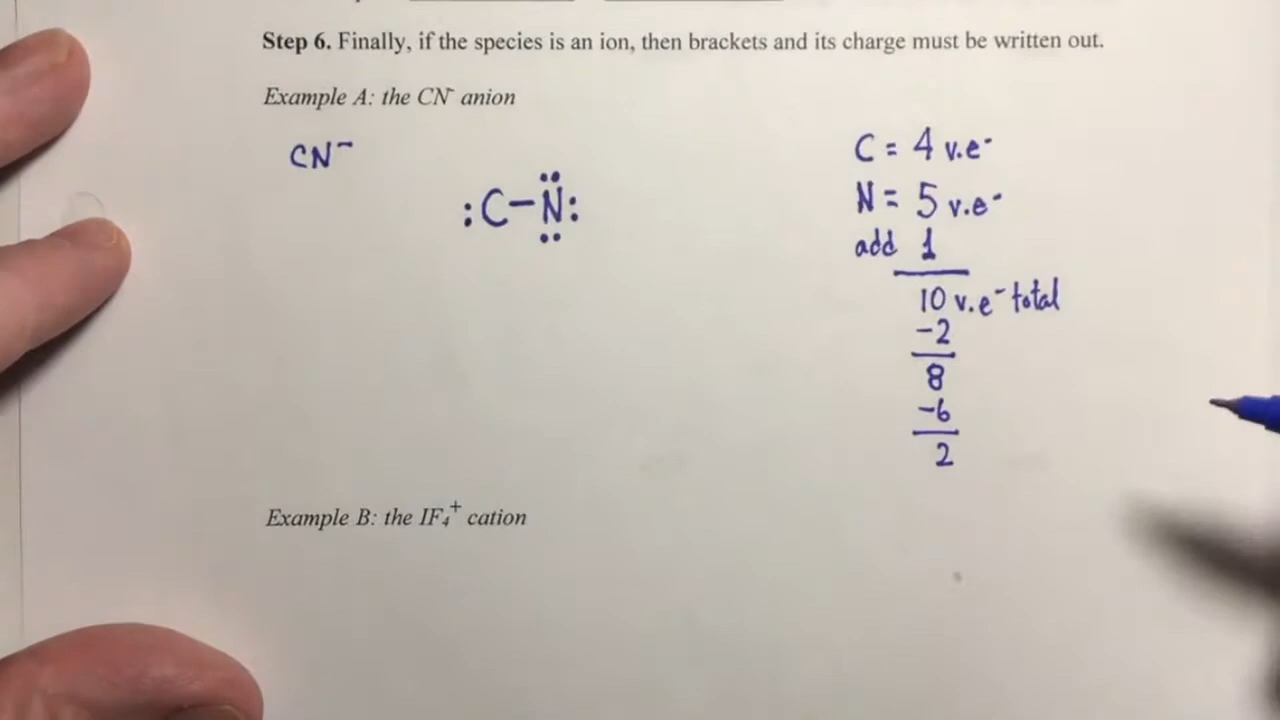 Step 6. Finally, if the species is an ion, then brackets and its charge must be written out.
Example A: the CN⁻ anion
CN⁻
:C–N:
C = 4 v.e⁻
N = 5 v.e⁻
add 1
10 v.e⁻ total
-2
8
-6
2
Example B: the IF₄⁺ cation